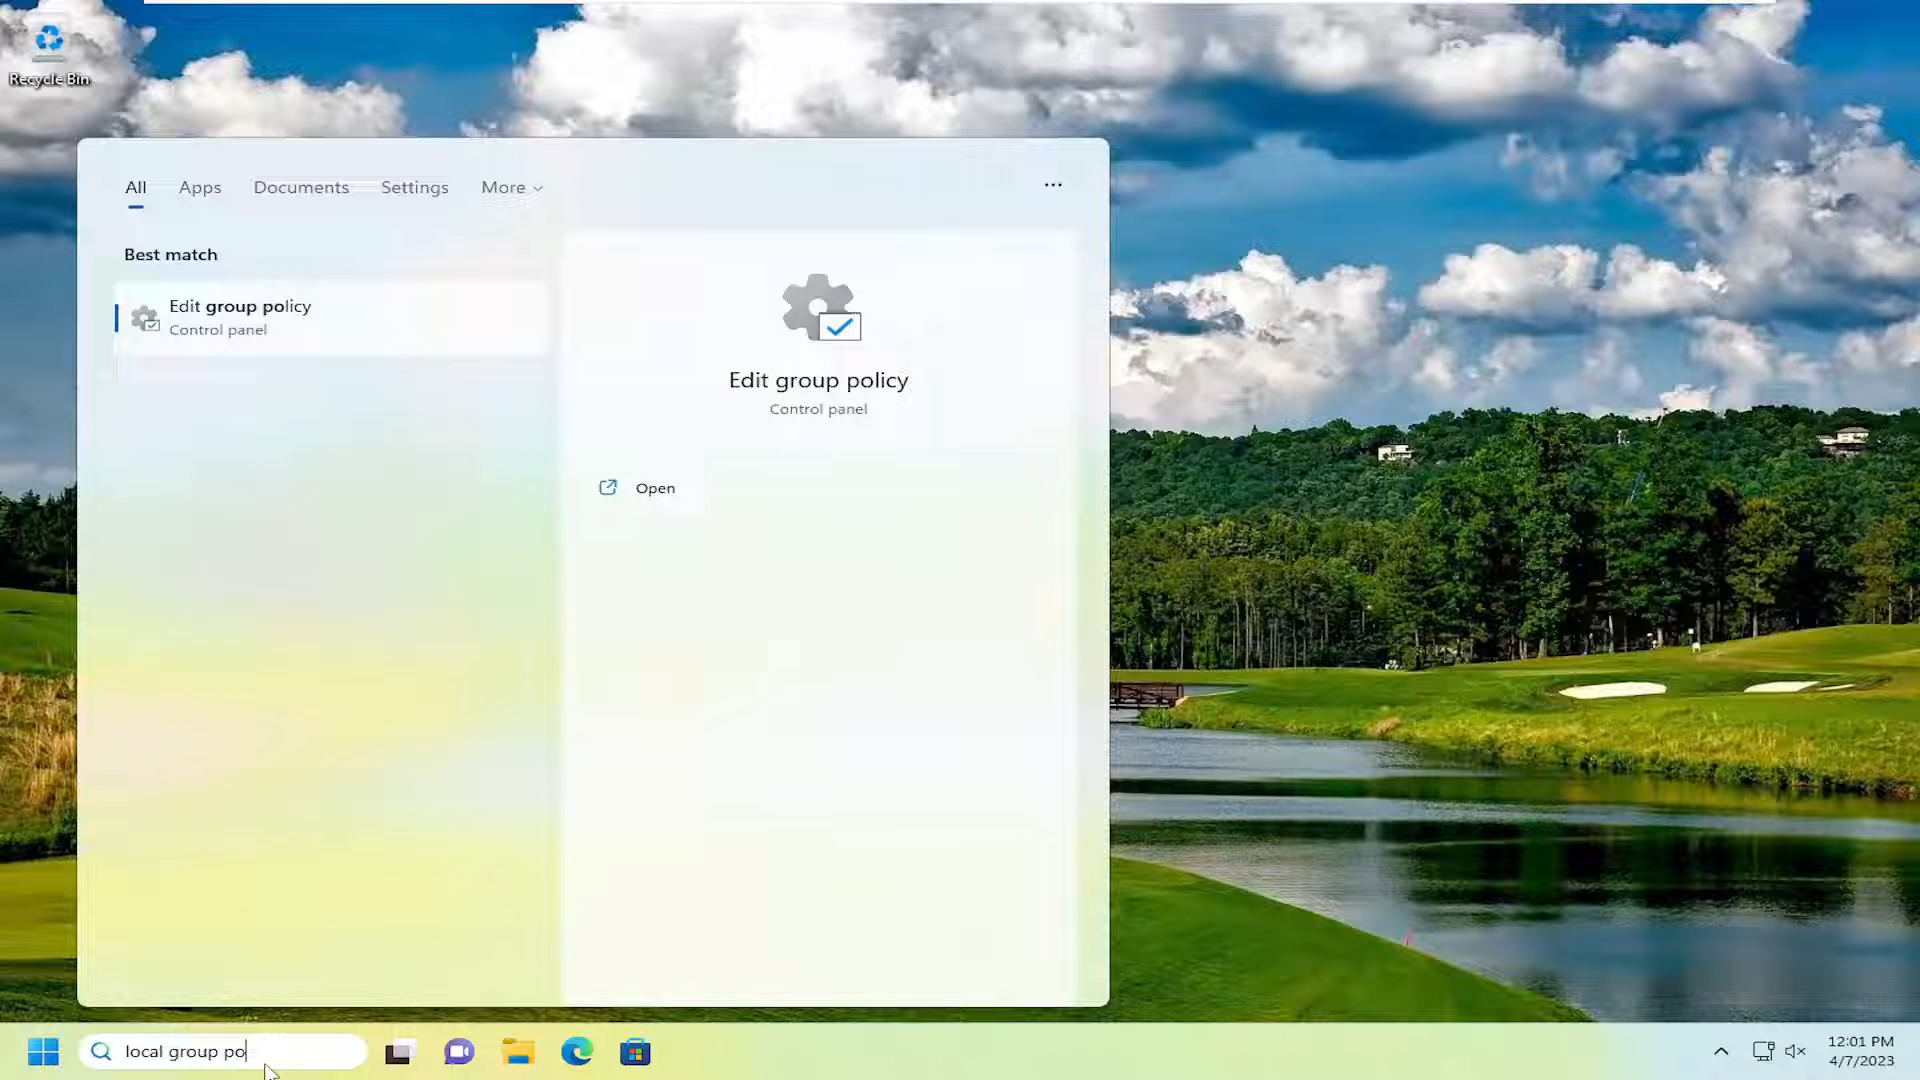 Recycle Bin
All Apps Documents Settings More
Best match
Edit group policy
Control panel
Edit group policy
Control panel
Open
local group po
12:01 PM
4/7/2023